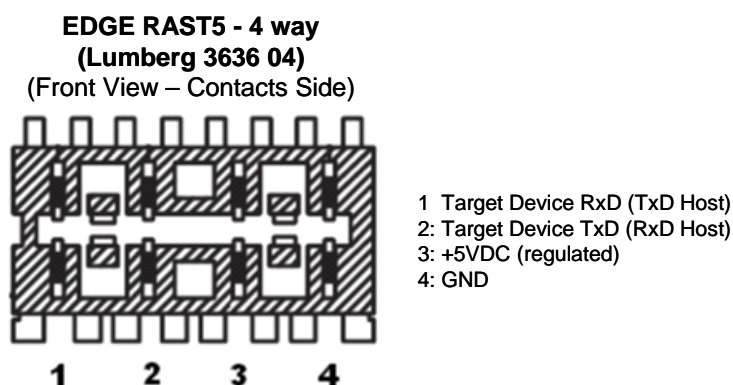 EDGE RAST5 - 4 way
(Lumberg 3636 04)
(Front View – Contacts Side)
1 Target Device RxD (TxD Host)
2: Target Device TxD (RxD Host)
3: +5VDC (regulated)
4: GND
1 2 3 4